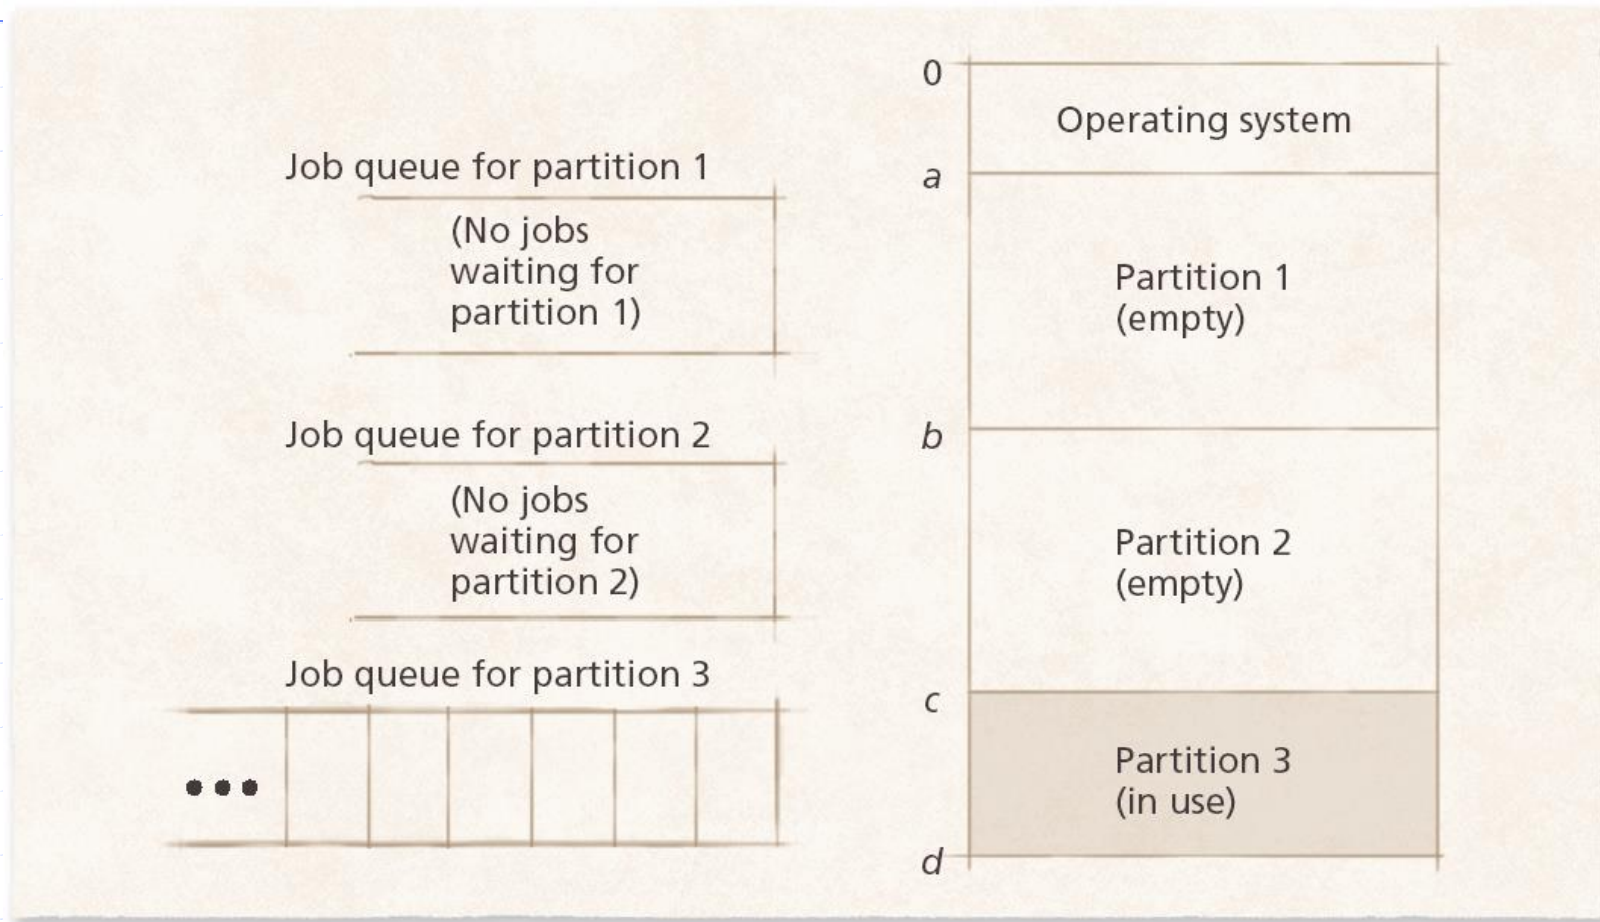 Job queue for partition 1
(No jobs
waiting for
partition 1)
Job queue for partition 2
(No jobs
waiting for
partition 2)
Job queue for partition 3
•••
0
Operating system
a
Partition 1
(empty)
b
Partition 2
(empty)
c
Partition 3
(in use)
d